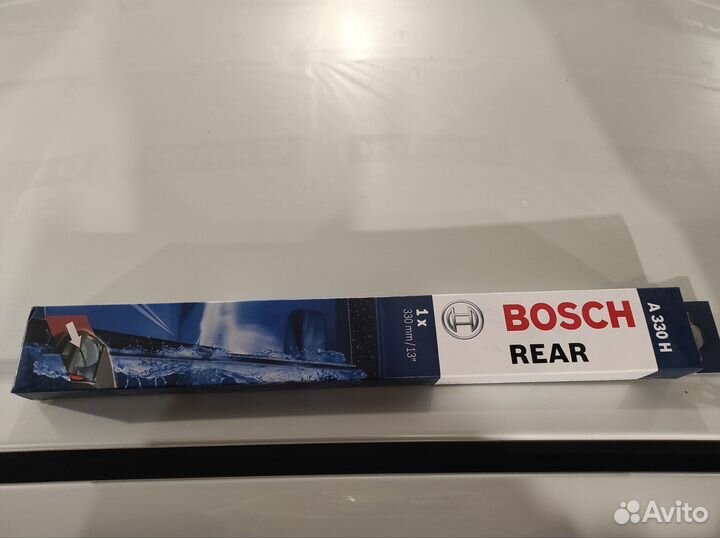 1 x
330 mm / 13"
BOSCH
REAR
A 330 H
Avito